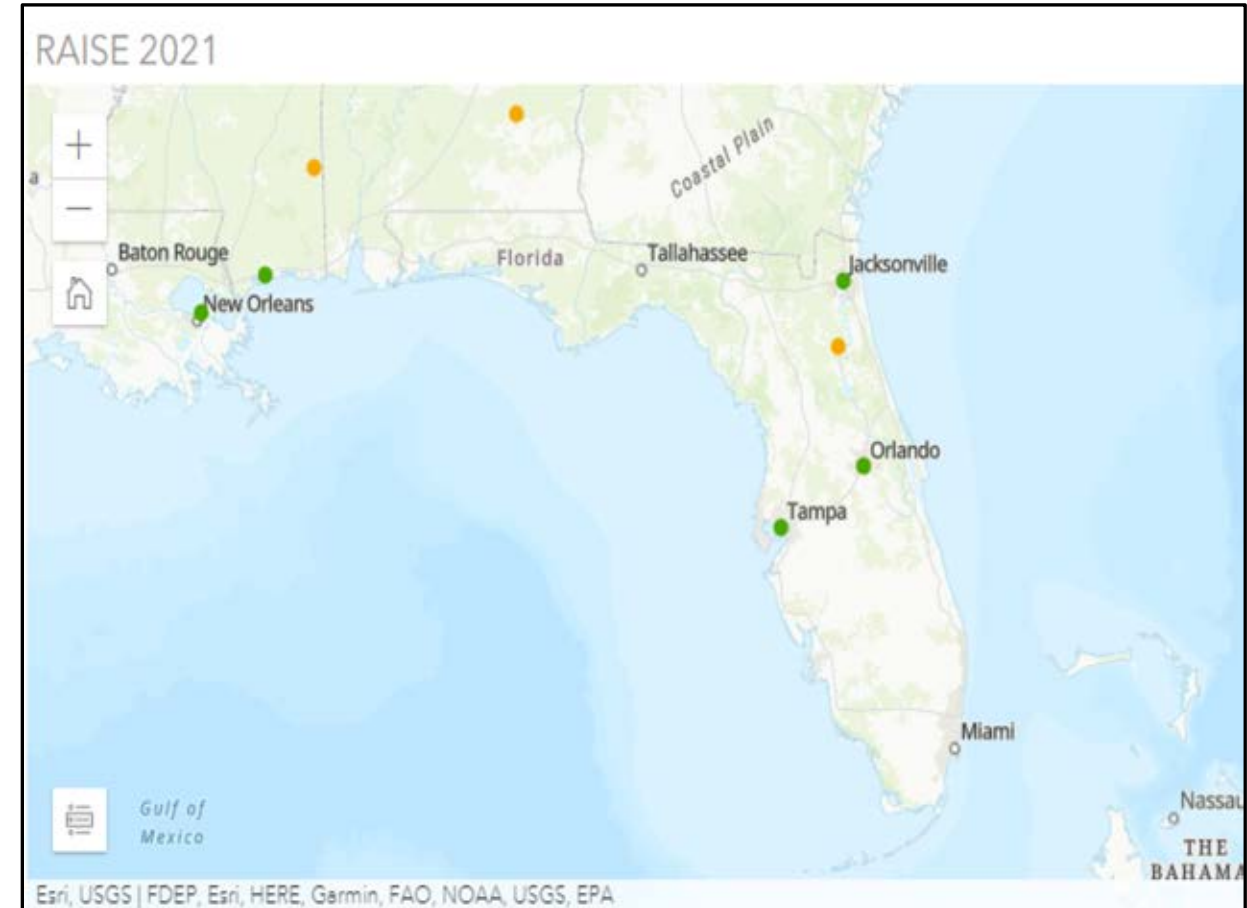 RAISE 2021
+
Coastal Plain
−
a
Baton Rouge
Florida
Tallahassee
Jacksonville
New Orleans
Orlando
Tampa
Miami
Gulf of
Mexico
Nassau
THE
BAHAMA
Esri, USGS | FDEP, Esri, HERE, Garmin, FAO, NOAA, USGS, EPA